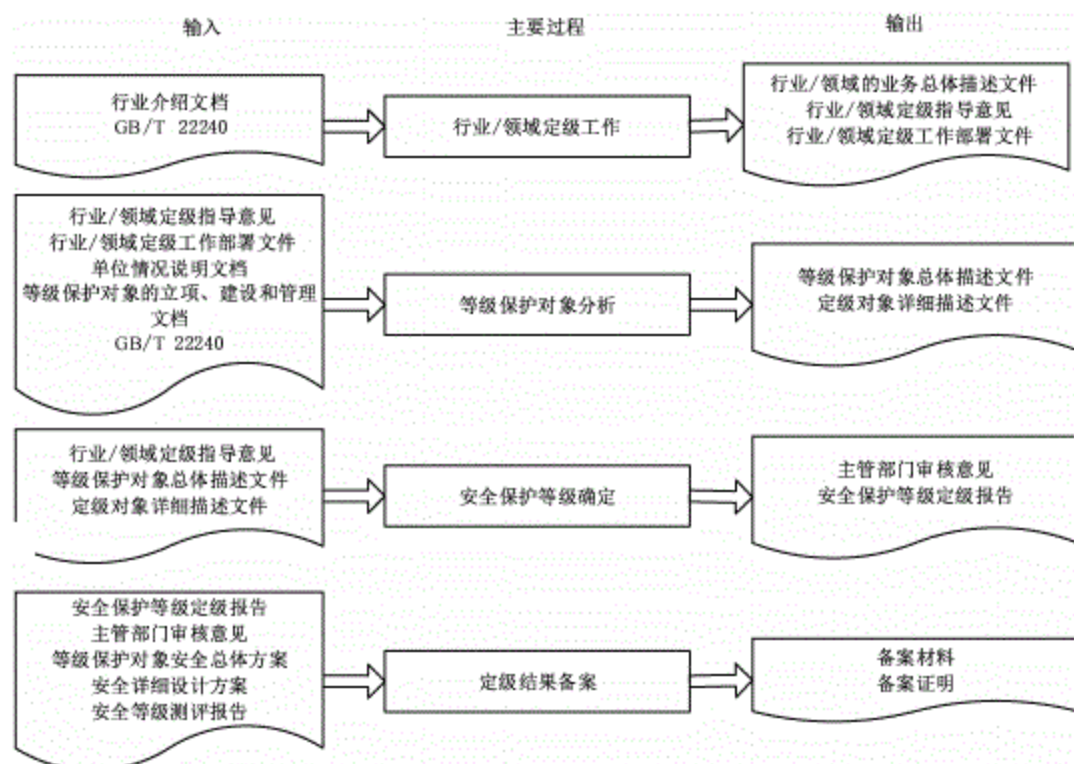 输入
主要过程
输出
行业介绍文档
GB/T 22240
行业/领域定级工作
行业/领域的业务总体描述文件
行业/领域定级指导意见
行业/领域定级工作部署文件
行业/领域定级指导意见
行业/领域定级工作部署文件
单位情况说明文档
等级保护对象的立项、建设和管理
文档
GB/T 22240
等级保护对象分析
等级保护对象总体描述文件
定级对象详细描述文件
行业/领域定级指导意见
等级保护对象总体描述文件
定级对象详细描述文件
安全保护等级确定
主管部门审核意见
安全保护等级定级报告
安全保护等级定级报告
主管部门审核意见
等级保护对象安全总体方案
安全详细设计方案
安全等级测评报告
定级结果备案
备案材料
备案证明